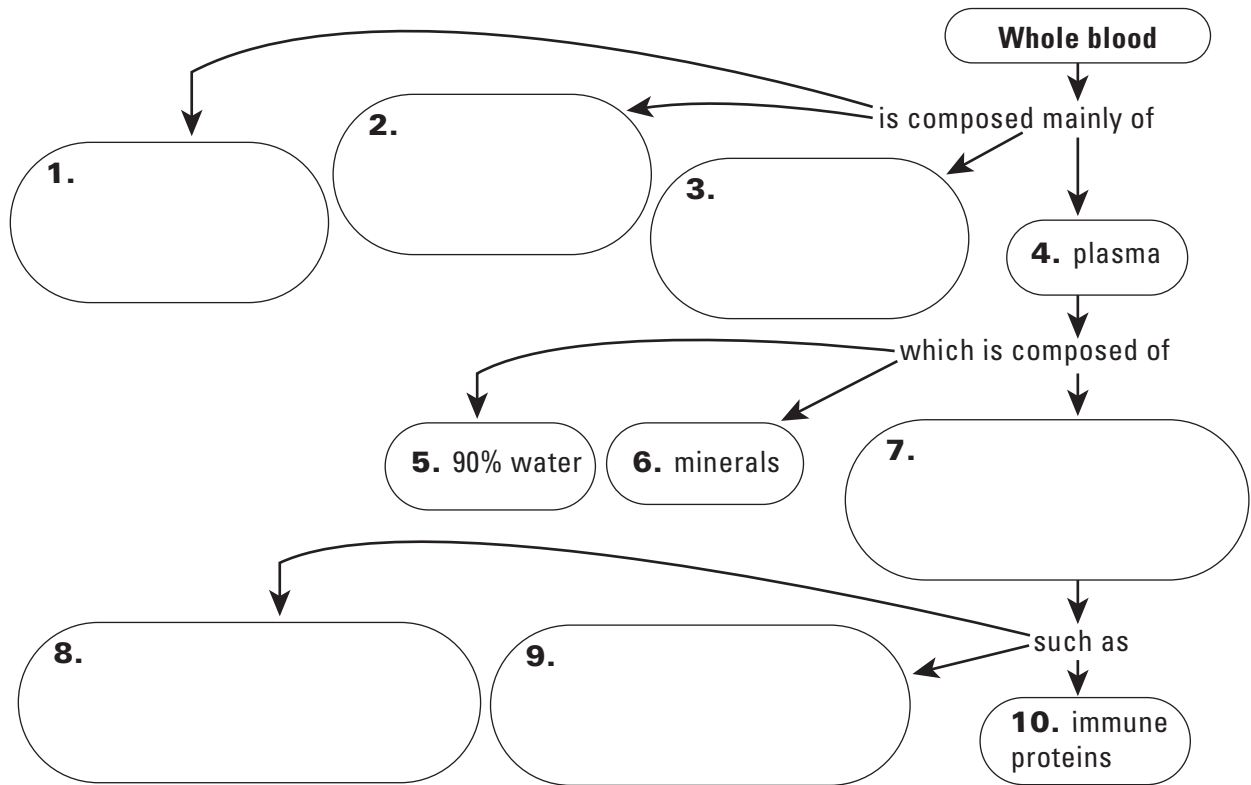 Whole blood
is composed mainly of
1.
2.
3.
4. plasma
which is composed of
5. 90% water
6. minerals
7.
such as
8.
9.
10. immune
proteins